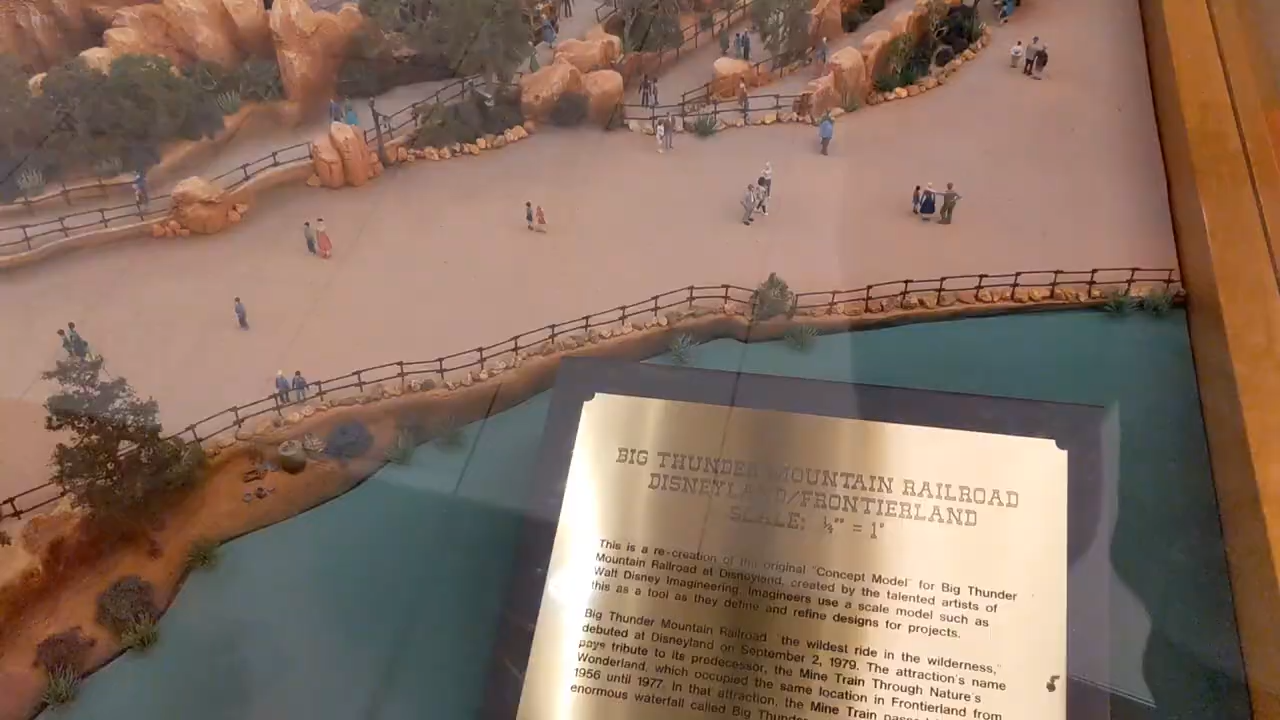 BIG THUNDER MOUNTAIN RAILROAD
DISNEYLAND/FRONTIERLAND
SCALE: ¼" = 1'
This is a re-creation of the original "Concept Model" for Big Thunder
Mountain Railroad at Disneyland, created by the talented artists of
Walt Disney Imagineering. Imagineers use a scale model such as
this as a tool as they define and refine designs for projects.
Big Thunder Mountain Railroad "the wildest ride in the wilderness,"
debuted at Disneyland on September 2, 1979. The attraction's name
pays tribute to its predecessor, the Mine Train Through Nature's
Wonderland, which occupied the same location in Frontierland from
1956 until 1977. In that attraction, the Mine Train passed
enormous waterfall called Big Thunder